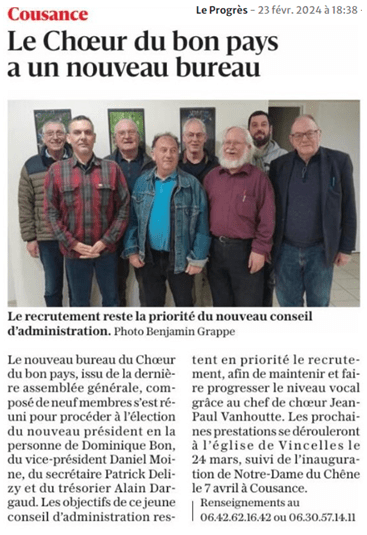 Cousance
Le Progrès - 23 févr. 2024 à 18:38
Le Chœur du bon pays
a un nouveau bureau
Le recrutement reste la priorité du nouveau conseil
d’administration. Photo Benjamin Grappe
Le nouveau bureau du Chœur
du bon pays, issu de la derniè-
re assemblée générale, com-
posé de neuf membres s’est ré-
uni pour procéder à l’élection
du nouveau président en la
personne de Dominique Bon,
du vice-président Daniel Moi-
ne, du secrétaire Patrick Deli-
zy et du trésorier Alain Dar-
gaud. Les objectifs de ce jeune
conseil d’administration res-
tent en priorité le recrute-
ment, afin de maintenir et fai-
re progresser le niveau vocal
grâce au chef de chœur Jean-
Paul Vanhoutte. Les prochai-
nes prestations se dérouleront
à l’église de Vincelles le
24 mars, suivi de l’inaugura-
tion de Notre-Dame du Chêne
le 7 avril à Cousance.
Renseignements au
06.42.62.16.42 ou 06.30.57.14.11